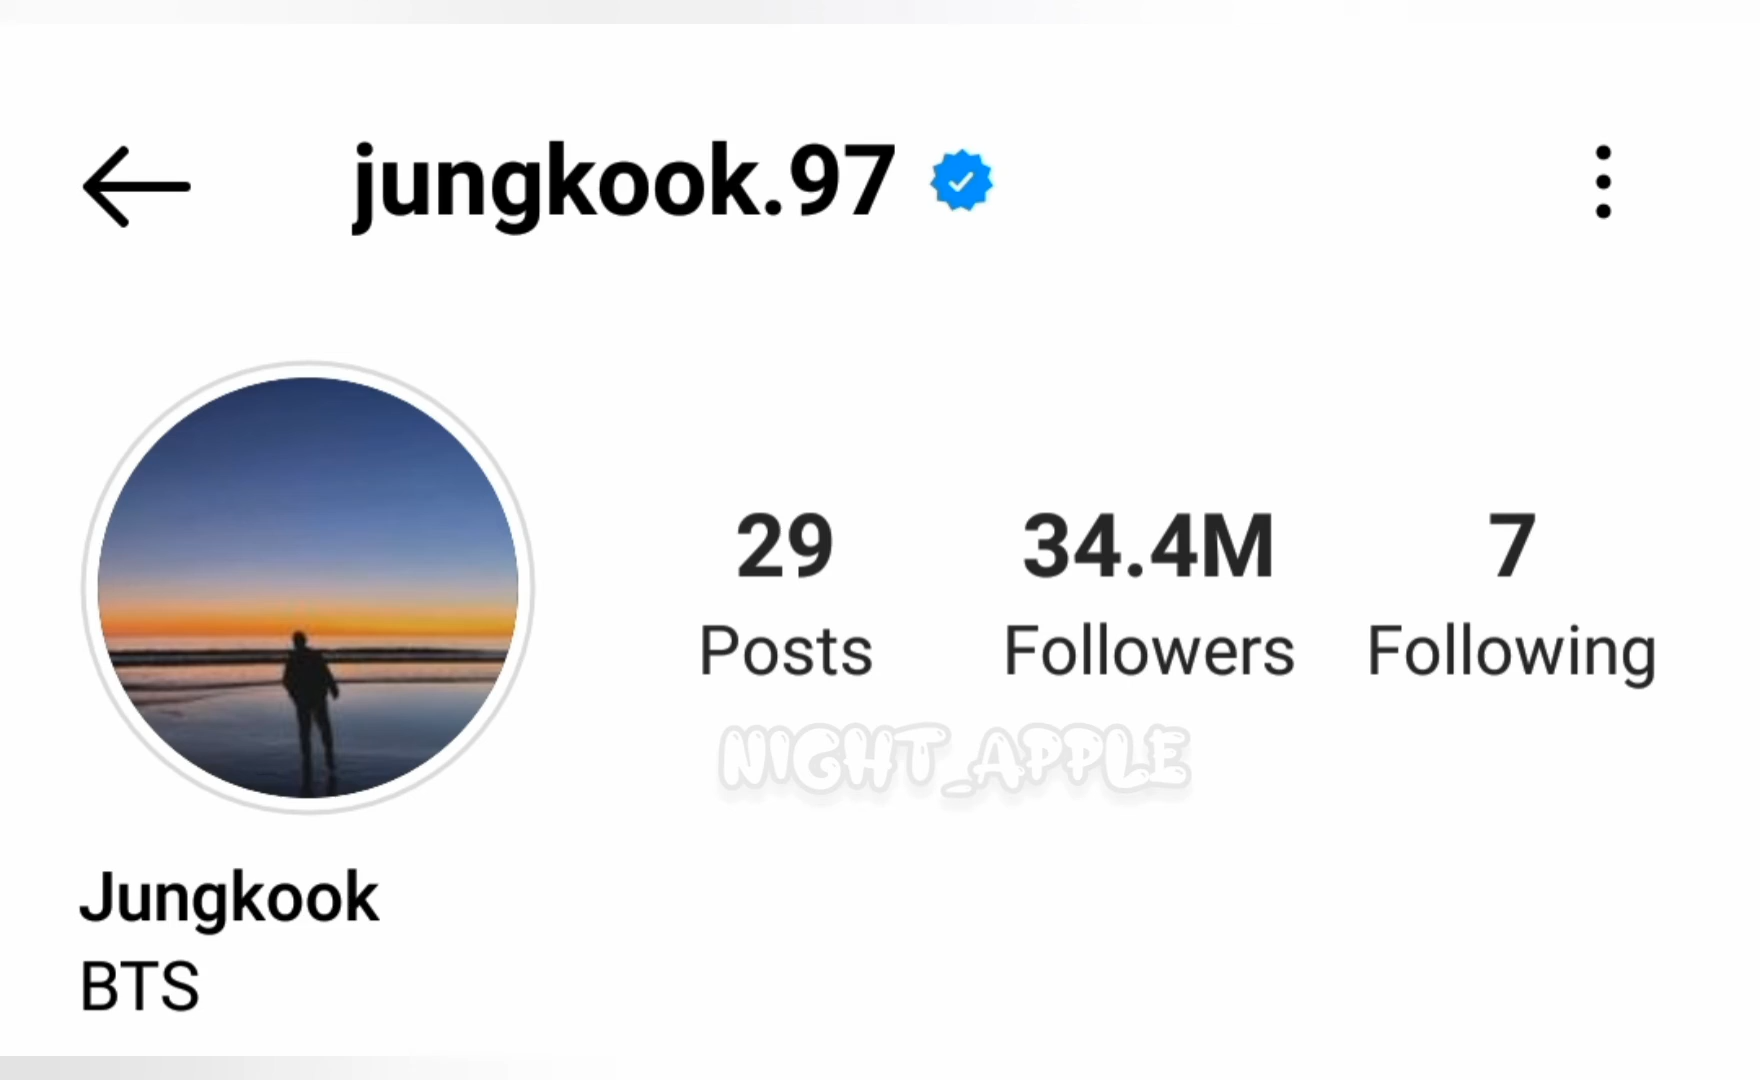 jungkook.97
29 34.4M 7
Posts Followers Following
NIGHT_APPLE
Jungkook
BTS